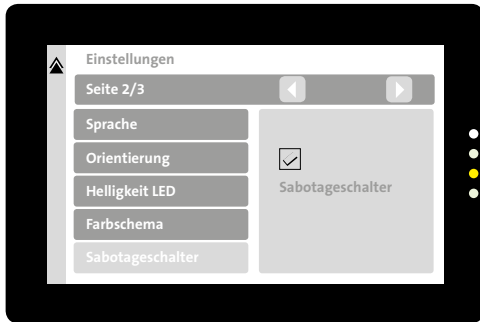 Einstellungen
Seite 2/3
Sprache
Orientierung
Helligkeit LED
Farbschema
Sabotageschalter
Sabotageschalter